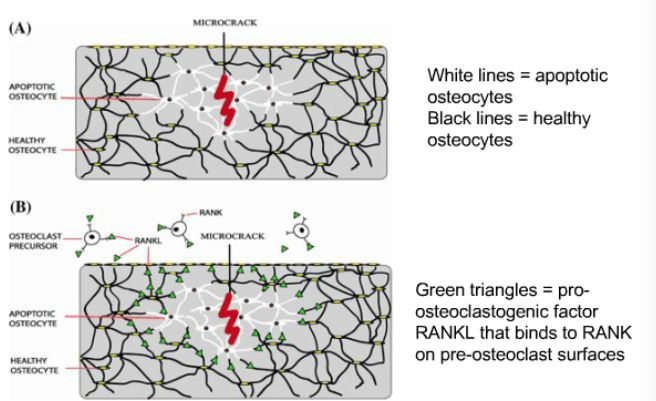 (A)
MICROCRACK
APOPTOTIC
OSTEOCYTE
HEALTHY
OSTEOCYTE
White lines = apoptotic
osteocytes
Black lines = healthy
osteocytes
(B)
OSTEOCLAST
PRECURSOR
RANKL
RANK
MICROCRACK
APOPTOTIC
OSTEOCYTE
HEALTHY
OSTEOCYTE
Green triangles = pro-
osteoclastogenic factor
RANKL that binds to RANK
on pre-osteoclast surfaces